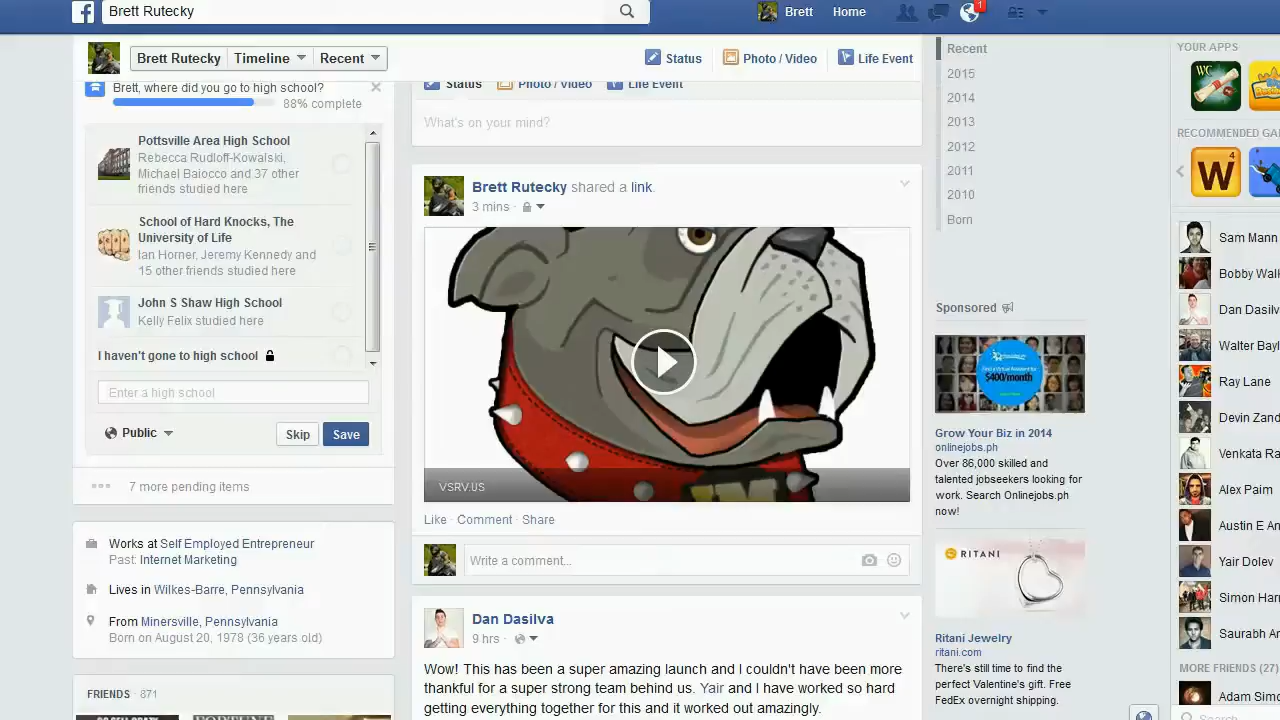 Brett Rutecky
Brett Home 1
Brett Rutecky Timeline Recent
Status Photo / Video Life Event
Brett, where did you go to high school?
88% complete
Pottsville Area High School
Rebecca Rudloff-Kowalski,
Michael Baiocco and 37 other
friends studied here
School of Hard Knocks, The
University of Life
Ian Horner, Jeremy Kennedy and
15 other friends studied here
John S Shaw High School
Kelly Felix studied here
I haven't gone to high school
Enter a high school
Public Skip Save
7 more pending items
Works at Self Employed Entrepreneur
Past: Internet Marketing
Lives in Wilkes-Barre, Pennsylvania
From Minersville, Pennsylvania
Born on August 20, 1978 (36 years old)
FRIENDS · 871
Status Photo / Video Life Event
What's on your mind?
Brett Rutecky shared a link.
3 mins ·
VSRV.US
Like · Comment · Share
Write a comment...
Dan Dasilva
9 hrs ·
Wow! This has been a super amazing launch and I couldn't have been more
thankful for a super strong team behind us. Yair and I have worked so hard
getting everything together for this and it worked out amazingly.
Recent
2015
2014
2013
2012
2011
2010
Born
Sponsored
$400/month
Grow Your Biz in 2014
onlinejobs.ph
Over 86,000 skilled and
talented jobseekers looking for
work. Search Onlinejobs.ph
now!
RITANI
Ritani Jewelry
ritani.com
There's still time to find the
perfect Valentine's gift. Free
FedEx overnight shipping.
YOUR APPS
WC
RECOMMENDED GA
W 4
Sam Mann
Bobby Wal
Dan Dasilv
Walter Bayl
Ray Lane
Devin Zand
Venkata Ra
Alex Paim
Austin E An
Yair Dolev
Simon Harr
Saurabh A
MORE FRIENDS (27)
Adam Simo
Search